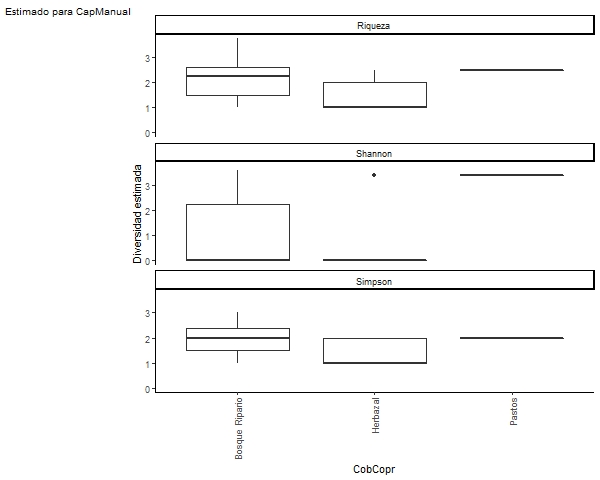 Estimado para CapManual
Riqueza
3
2
1
0
Shannon
3
2
1
0
Simpson
3
2
1
0
Diversidad estimada
Bosque Ripario
Herbazal
Pastos
CobCopr